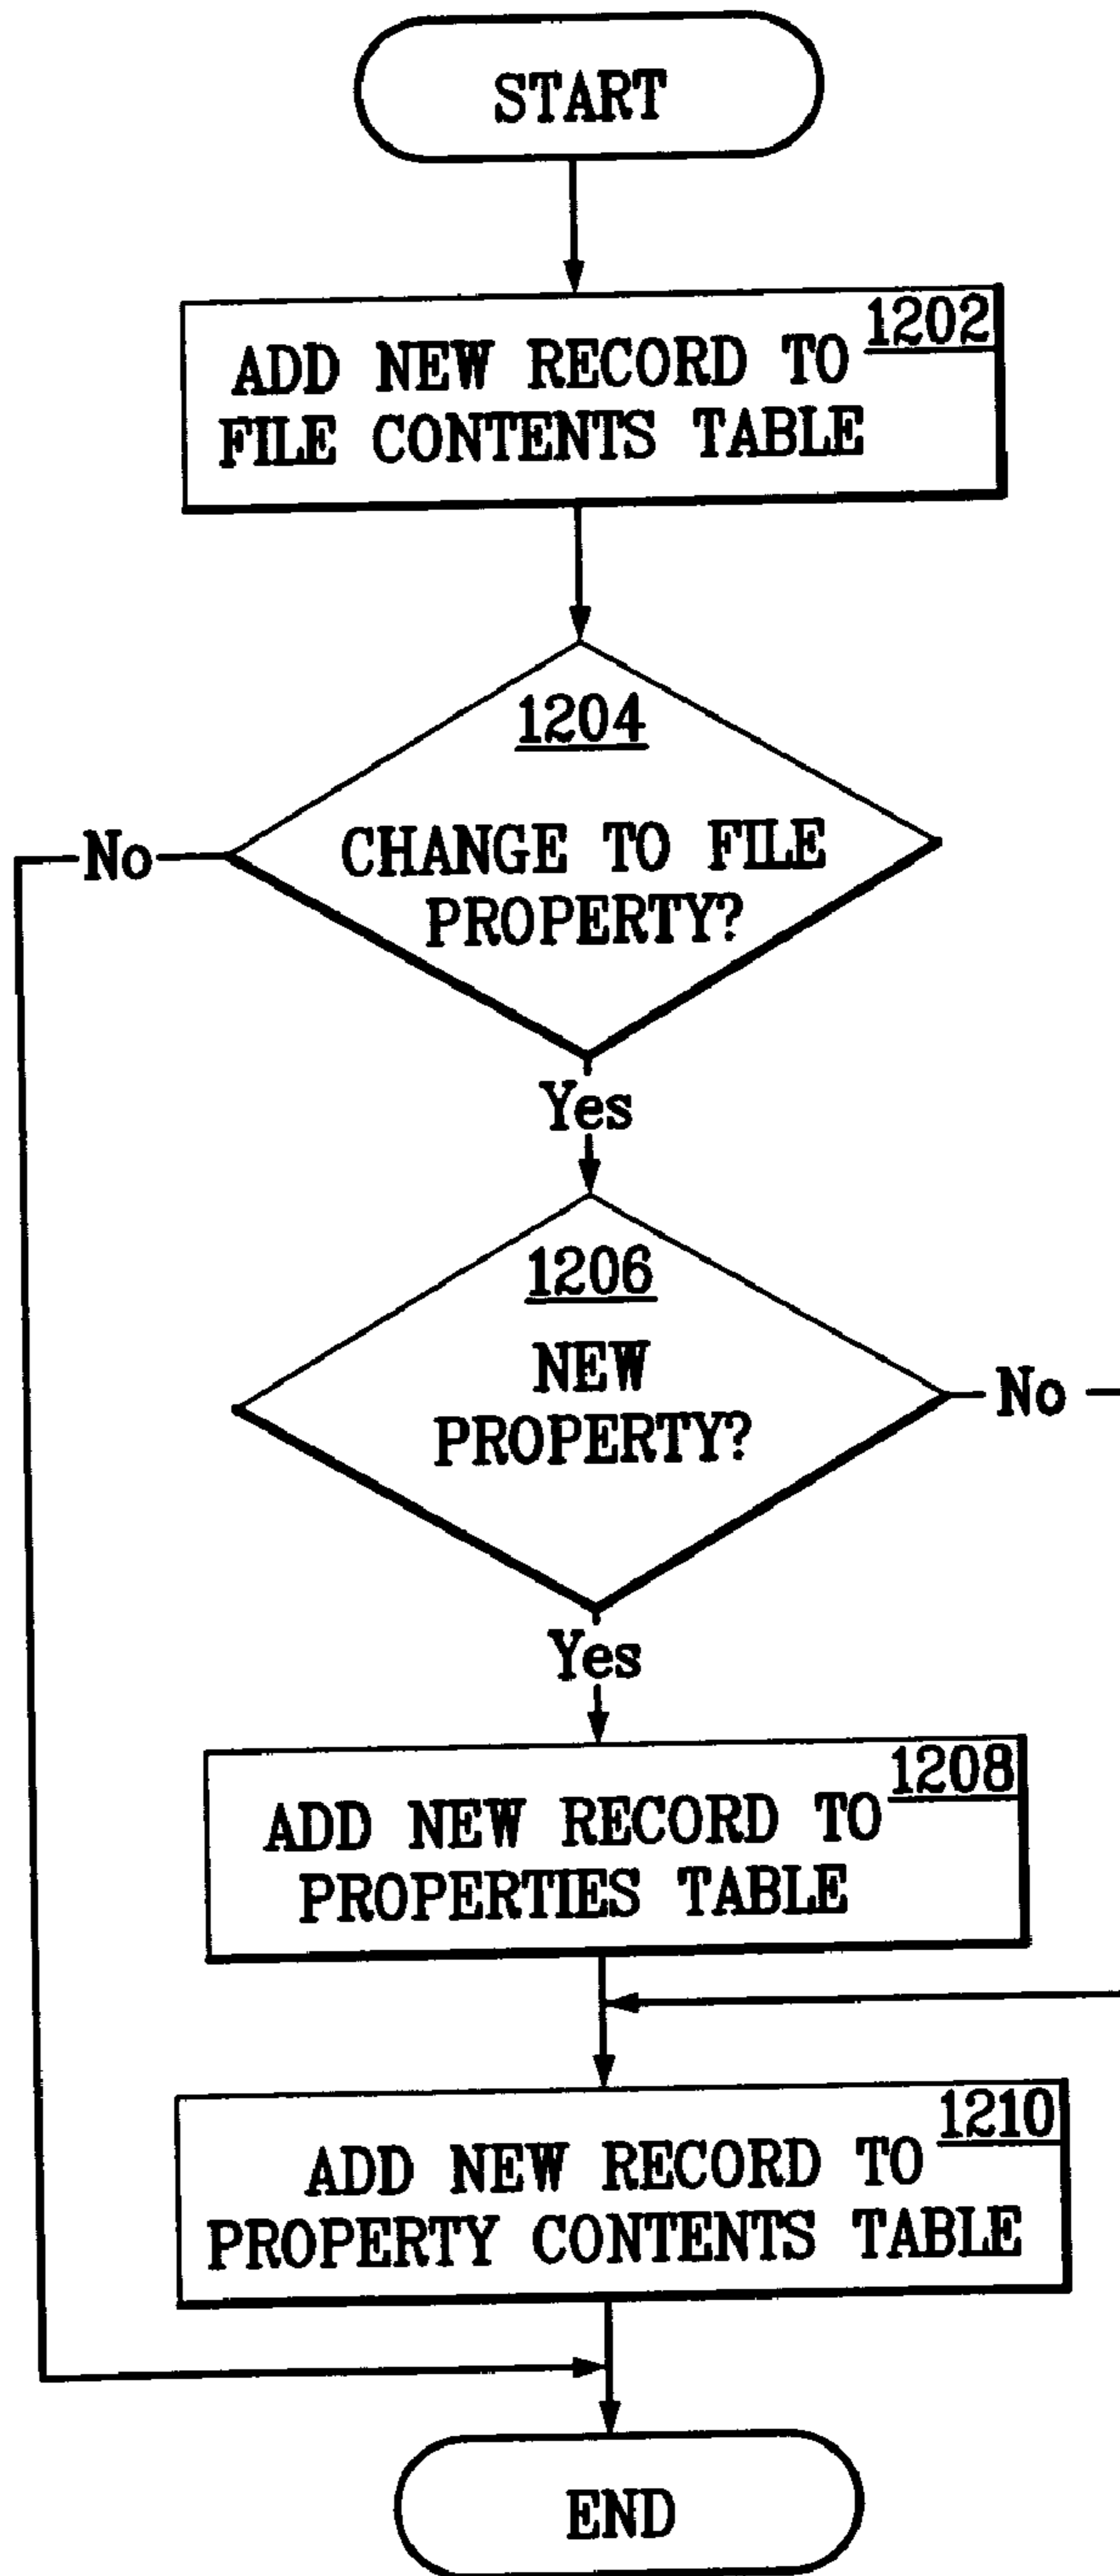 START
1202
ADD NEW RECORD TO
FILE CONTENTS TABLE
1204
No
CHANGE TO FILE
PROPERTY?
Yes
1206
NEW
No
PROPERTY?
Yes
1208
ADD NEW RECORD TO
PROPERTIES TABLE
1210
ADD NEW RECORD TO
PROPERTY CONTENTS TABLE
END